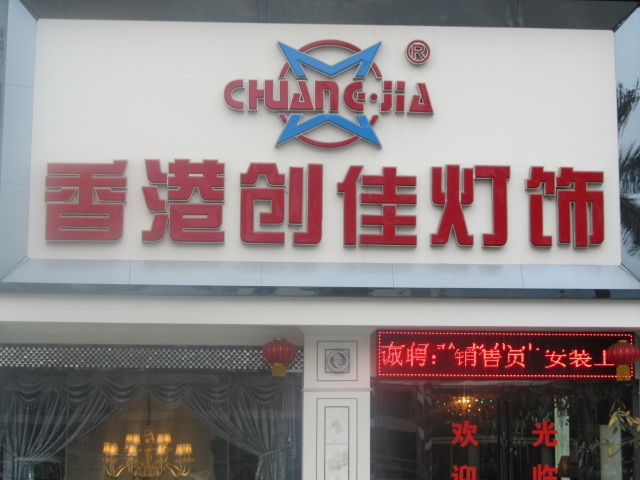 CHUANG·JIA ®
香港创佳灯饰
诚聘:"销售员" 安装工
欢迎
光临